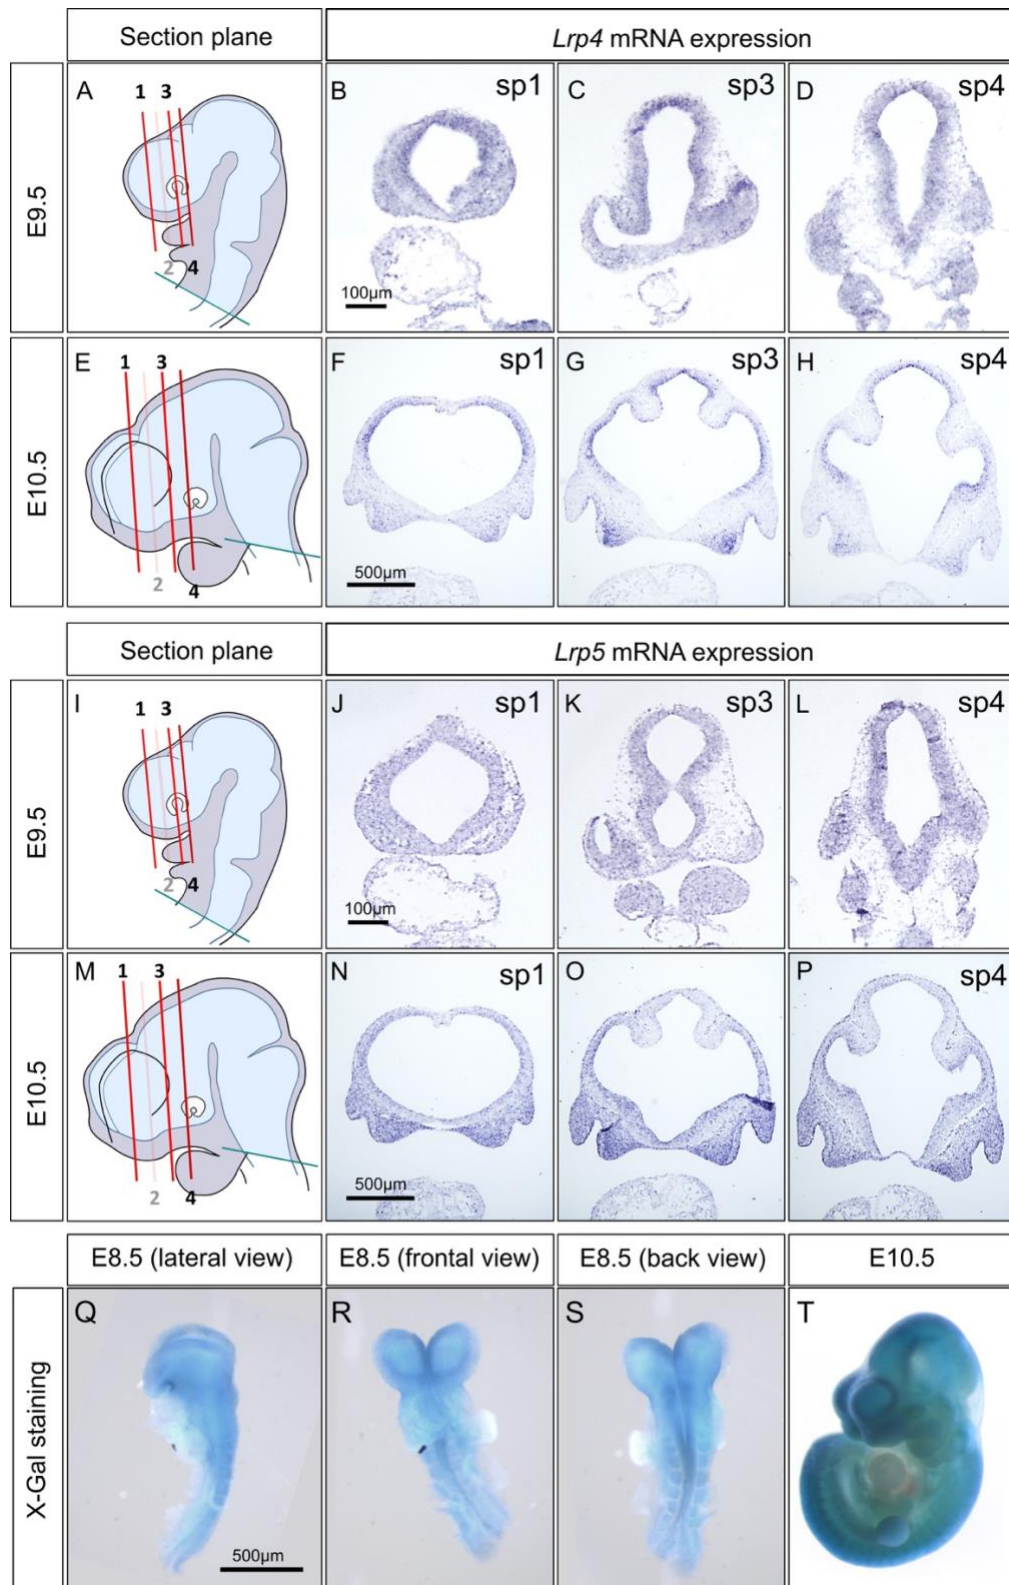 Section plane
Lrp4 mRNA expression
E9.5
A
1
3
2
4
B
sp1
100µm
C
sp3
D
sp4
E10.5
E
1
3
2
4
F
sp1
500µm
G
sp3
H
sp4
Section plane
Lrp5 mRNA expression
E9.5
I
1
3
2
4
J
sp1
100µm
K
sp3
L
sp4
E10.5
M
1
3
2
4
N
sp1
500µm
O
P
sp4
E8.5 (lateral view)
E8.5 (frontal view)
E8.5 (back view)
E10.5
X-Gal staining
Q
500µm
R
S
T